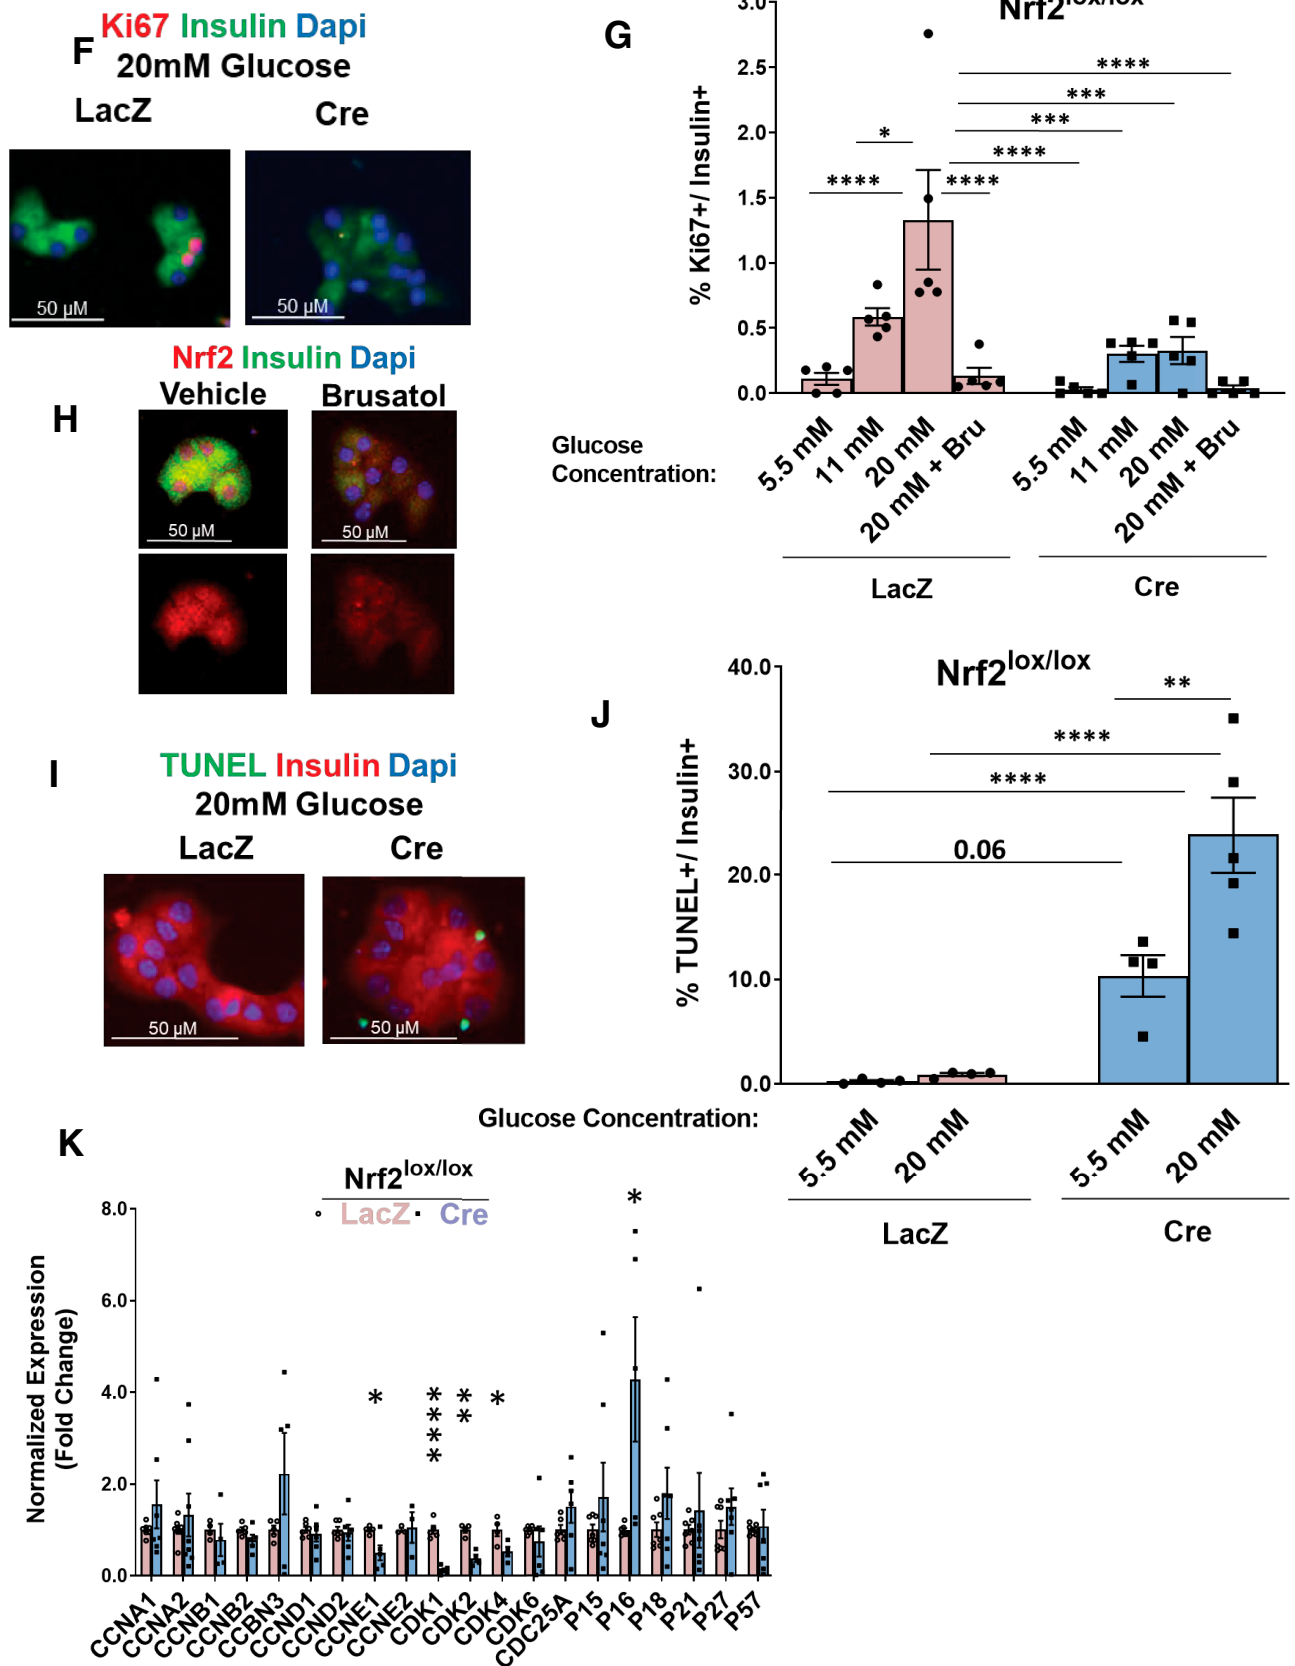 F
Ki67 Insulin Dapi
20mM Glucose
LacZ
Cre
50 µM
50 µM
G
Nrf2lox/lox
% Ki67+/ Insulin+
3.0
2.5
2.0
1.5
1.0
0.5
0.0
****
*
****
****
***
***
****
Glucose
Concentration:
5.5 mM
11 mM
20 mM
20 mM + Bru
5.5 mM
11 mM
20 mM
20 mM + Bru
LacZ
Cre
H
Nrf2 Insulin Dapi
Vehicle
Brusatol
50 µM
50 µM
I
TUNEL Insulin Dapi
20mM Glucose
LacZ
Cre
50 µM
50 µM
J
Nrf2lox/lox
% TUNEL+/ Insulin+
40.0
30.0
20.0
10.0
0.0
**
****
****
0.06
Glucose Concentration:
5.5 mM
20 mM
5.5 mM
20 mM
LacZ
Cre
K
Nrf2lox/lox
LacZ
Cre
Normalized Expression
(Fold Change)
8.0
6.0
4.0
2.0
0.0
*
****
**
*
*
CCNA1
CCNA2
CCNB1
CCNB2
CCBN3
CCND1
CCND2
CCNE1
CCNE2
CDK1
CDK2
CDK4
CDK6
CDC25A
P15
P16
P18
P21
P27
P57